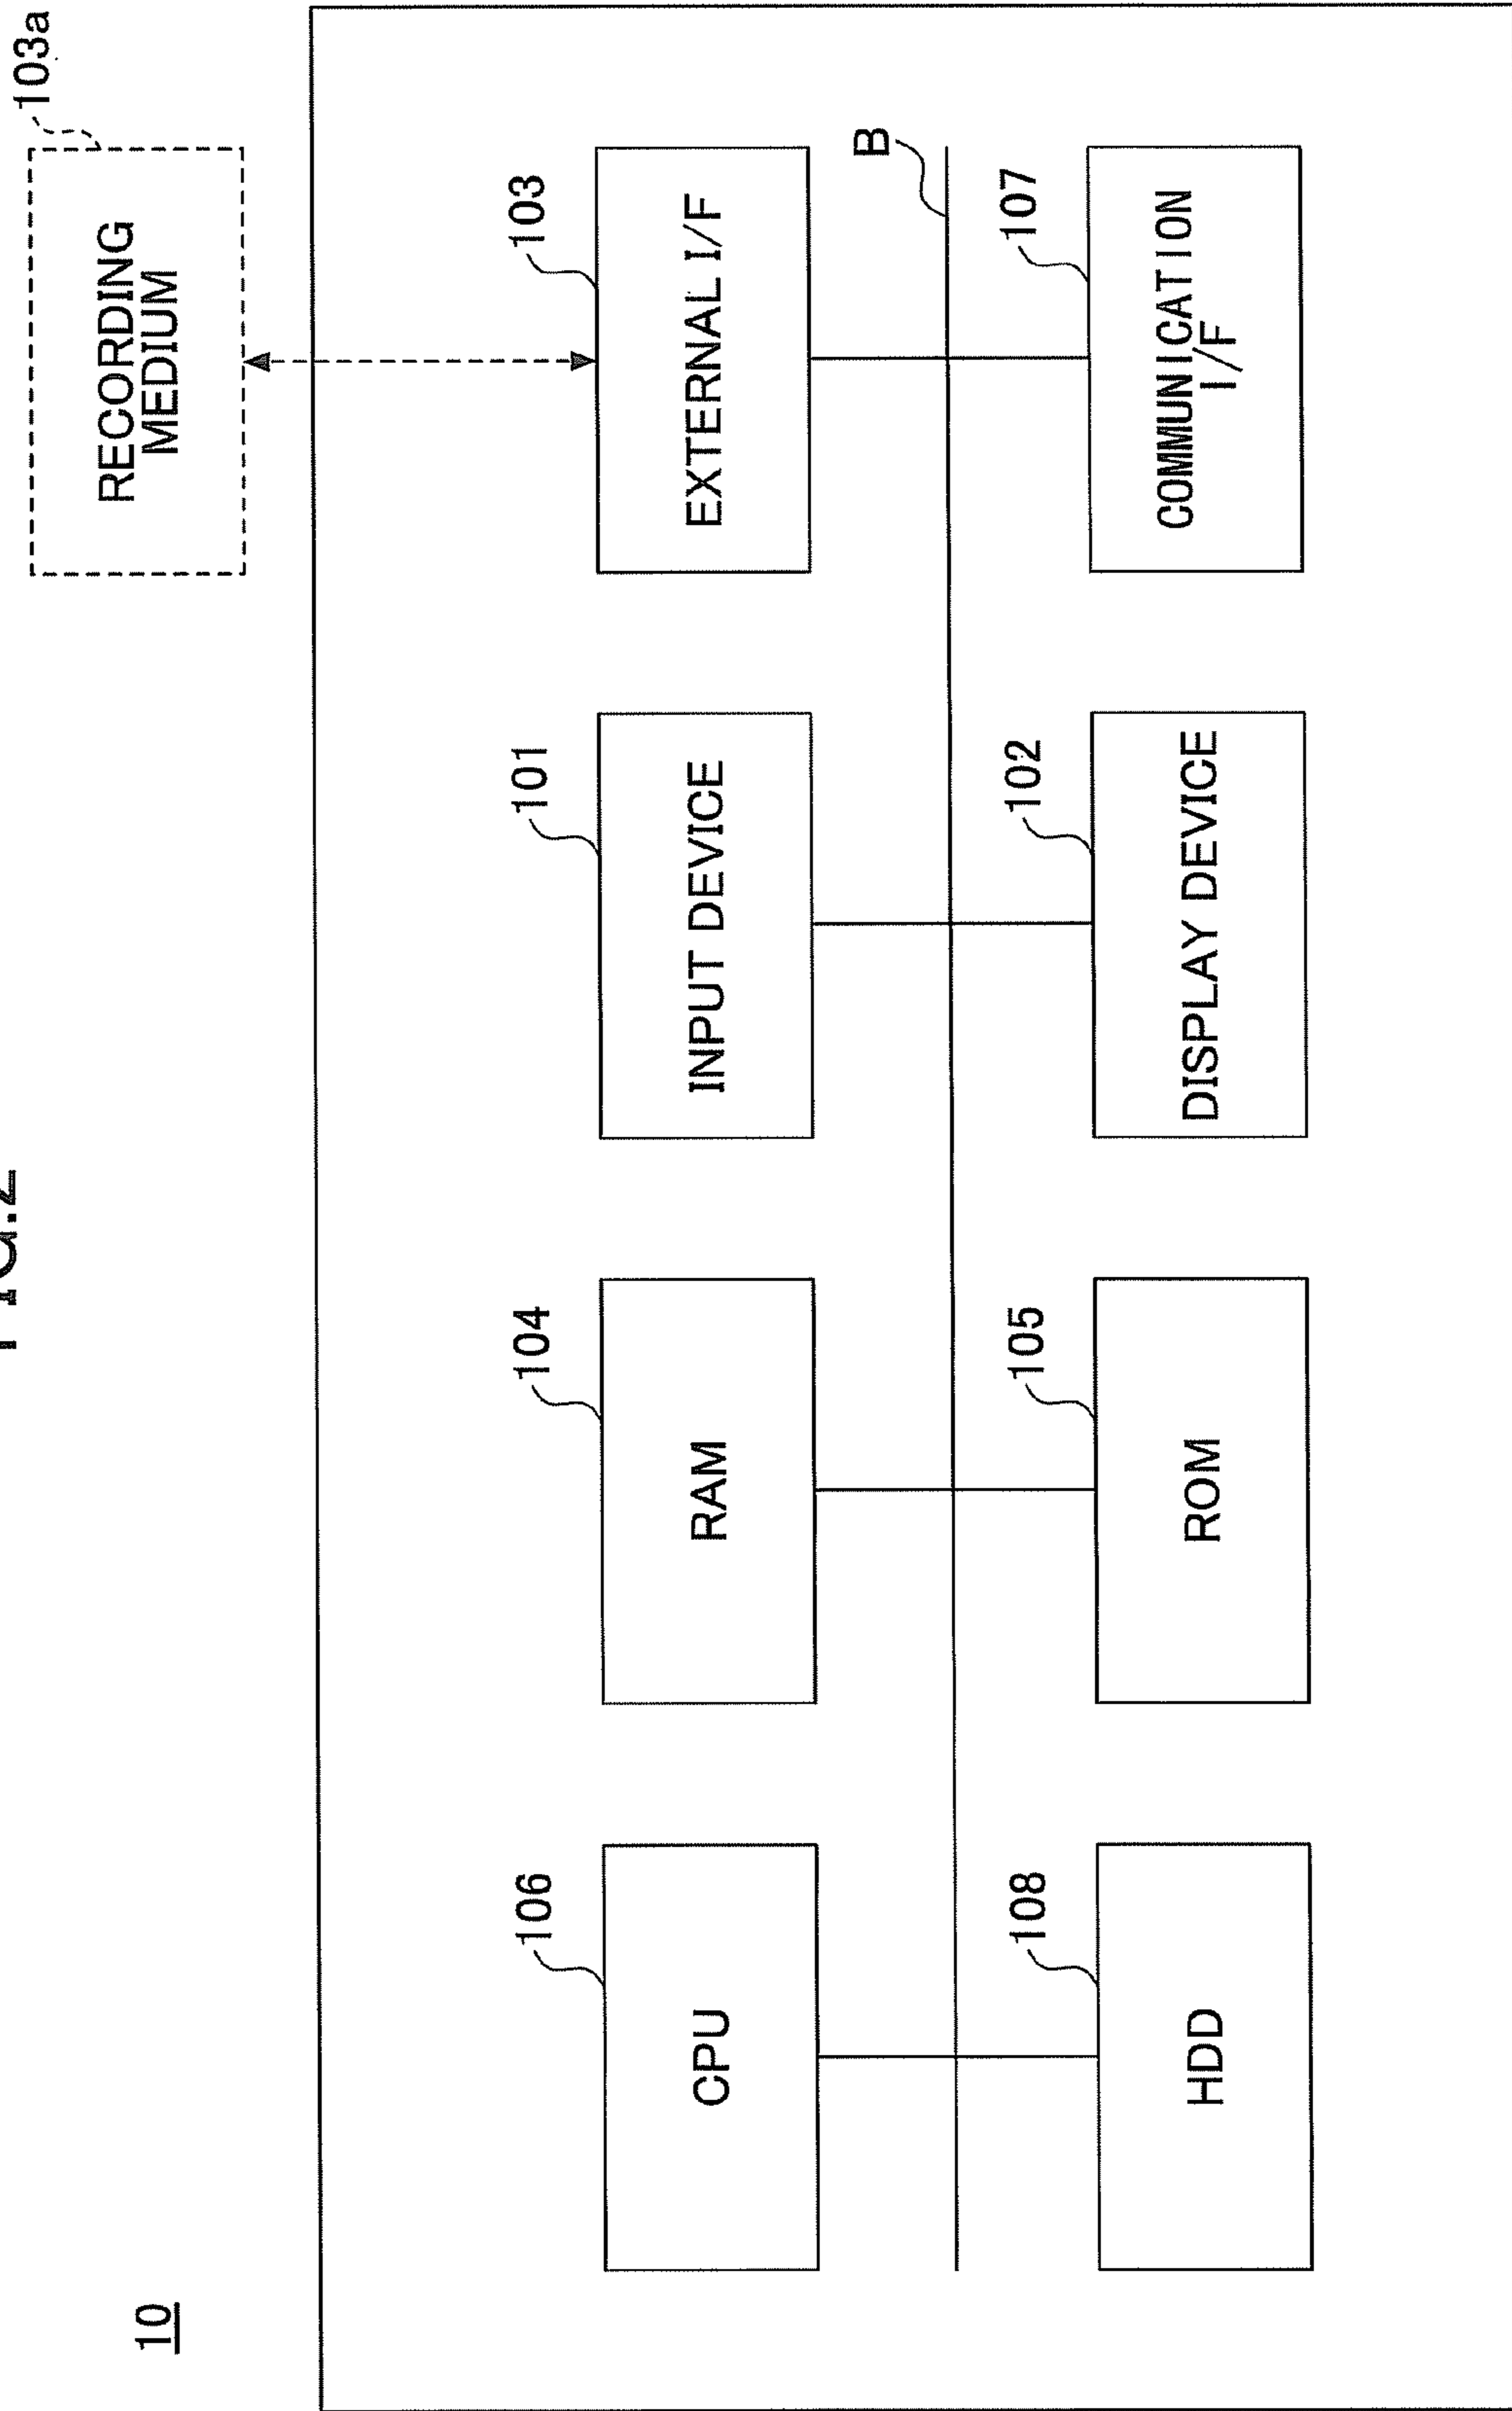 FIG.2
10
RECORDING
MEDIUM
103a
106
CPU
104
RAM
101
INPUT DEVICE
103
EXTERNAL I/F
B
108
HDD
105
ROM
102
DISPLAY DEVICE
107
COMMUNICATION
I/F